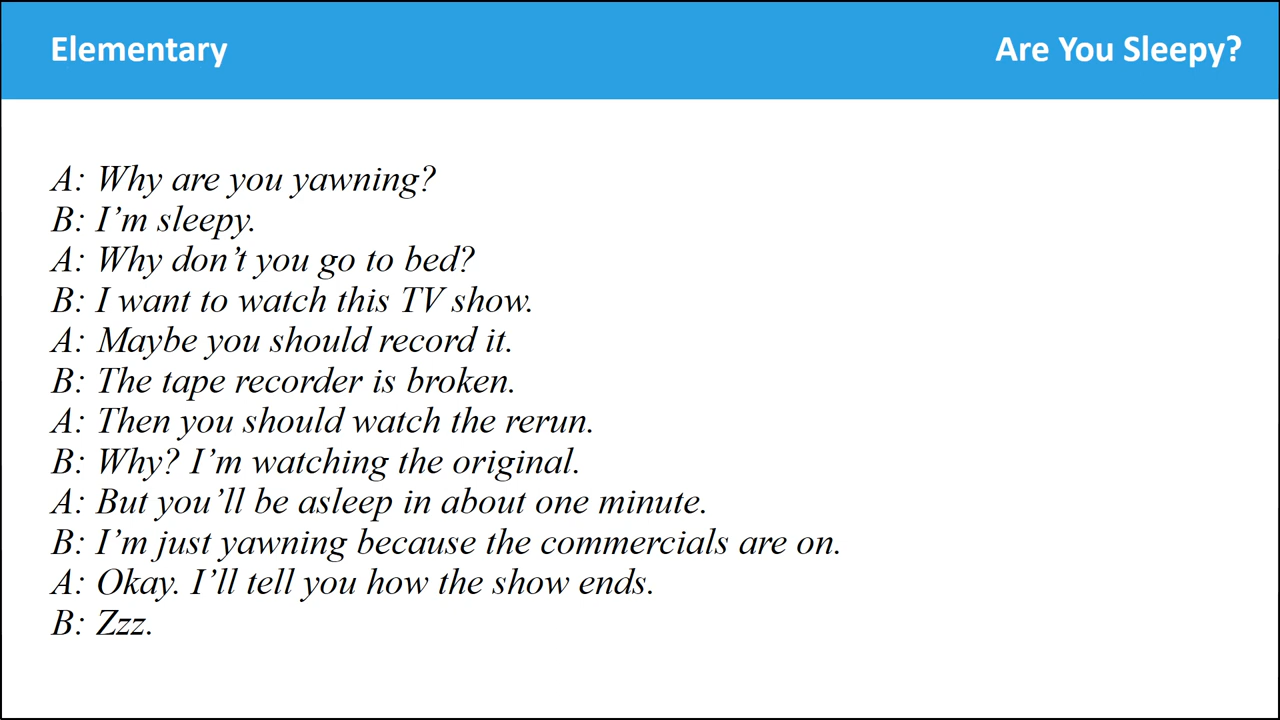 Elementary
Are You Sleepy?
A: Why are you yawning?
B: I’m sleepy.
A: Why don’t you go to bed?
B: I want to watch this TV show.
A: Maybe you should record it.
B: The tape recorder is broken.
A: Then you should watch the rerun.
B: Why? I’m watching the original.
A: But you’ll be asleep in about one minute.
B: I’m just yawning because the commercials are on.
A: Okay. I’ll tell you how the show ends.
B: Zzz.